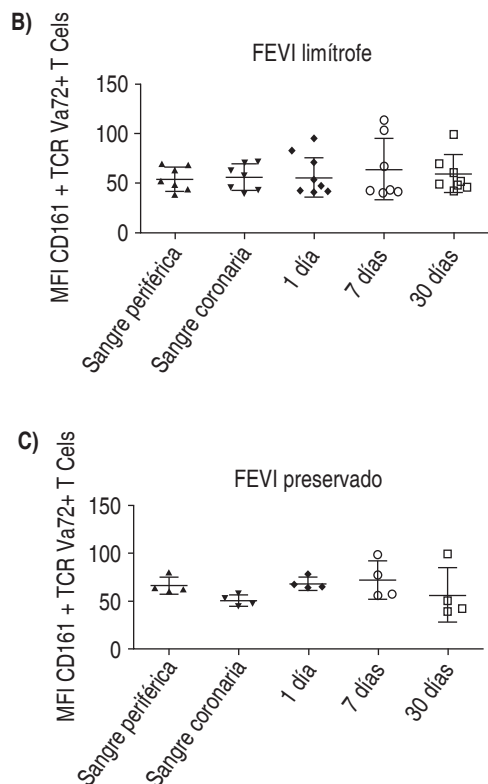 B)
FEVI limítrofe
MFI CD161 + TCR Va72+ T Cels
150
100
50
0
Sangre periférica
Sangre coronaria
1 día
7 días
30 días
C)
FEVI preservado
MFI CD161 + TCR Va72+ T Cels
150
100
50
0
Sangre periférica
Sangre coronaria
1 día
7 días
30 días